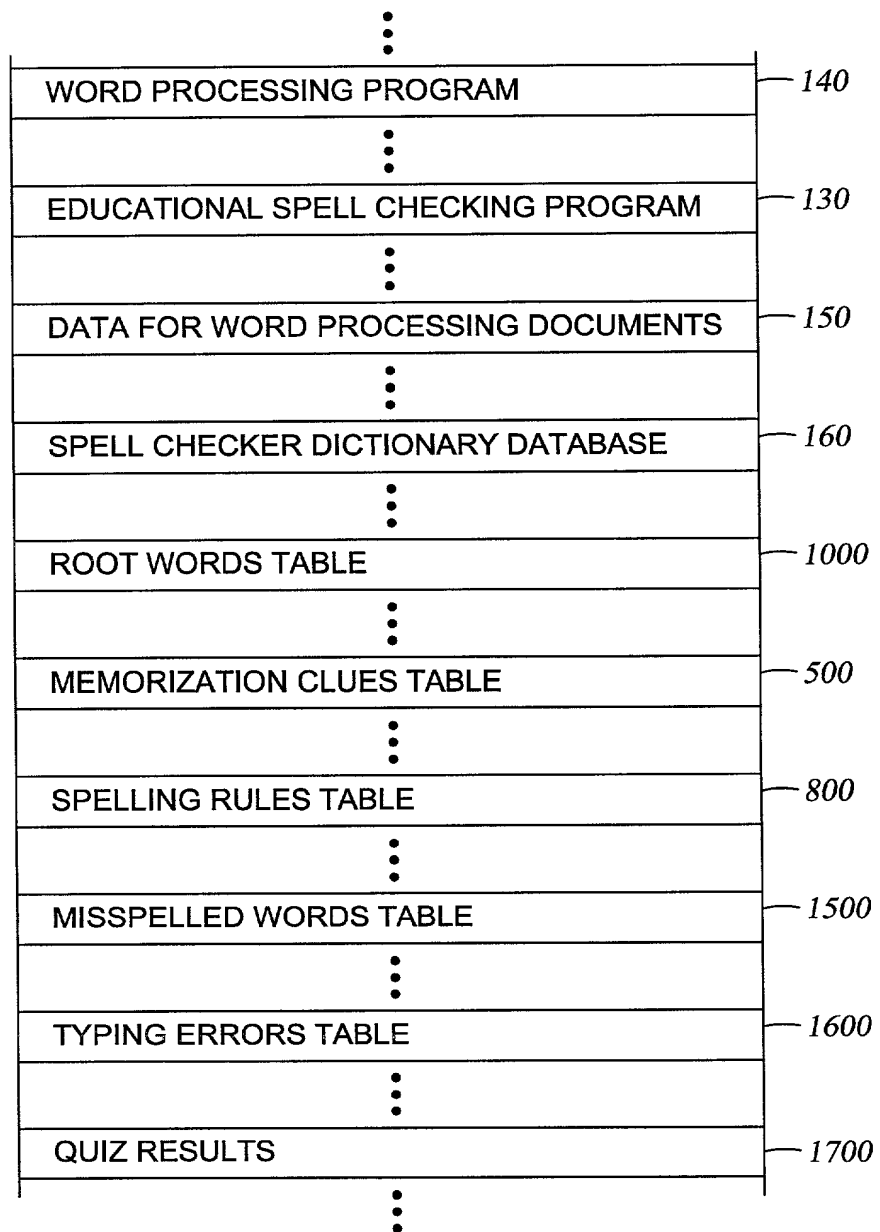 WORD PROCESSING PROGRAM 140
EDUCATIONAL SPELL CHECKING PROGRAM 130
DATA FOR WORD PROCESSING DOCUMENTS 150
SPELL CHECKER DICTIONARY DATABASE 160
ROOT WORDS TABLE 1000
MEMORIZATION CLUES TABLE 500
SPELLING RULES TABLE 800
MISSPELLED WORDS TABLE 1500
TYPING ERRORS TABLE 1600
QUIZ RESULTS 1700